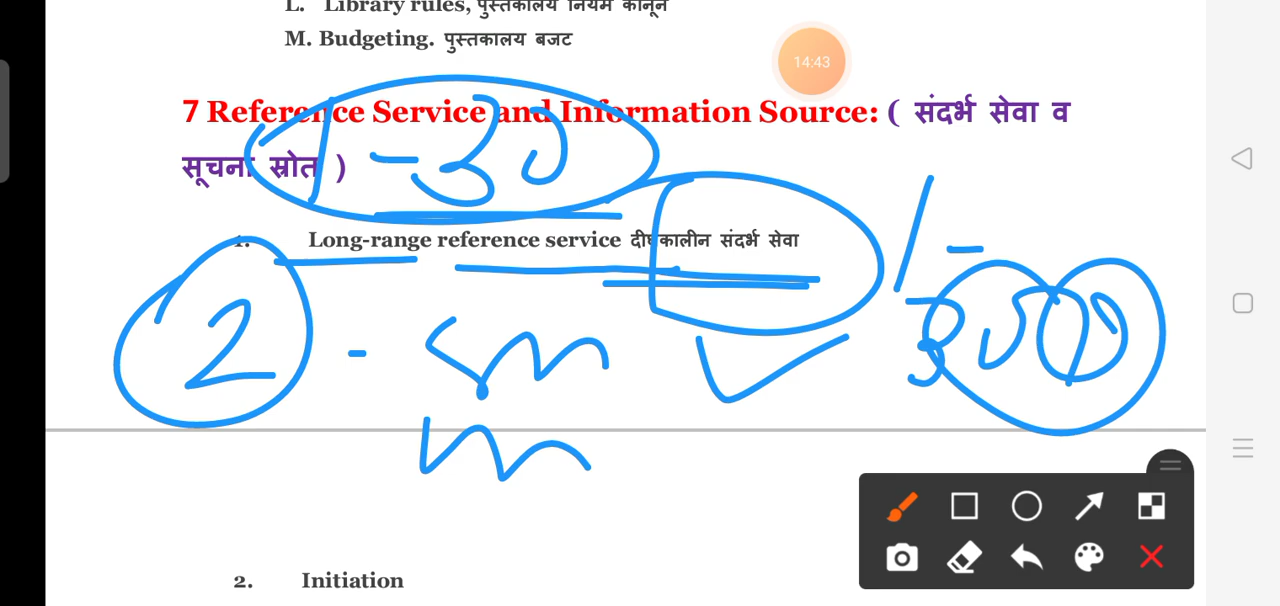 L. Library rules, पुस्तकालय नियम कानून
M. Budgeting. पुस्तकालय बजट
14:43
7 Reference Service and Information Source: ( संदर्भ सेवा व
सूचना स्रोत )
1-30
1. Long-range reference service दीर्घकालीन संदर्भ सेवा
2 -
2. Initiation